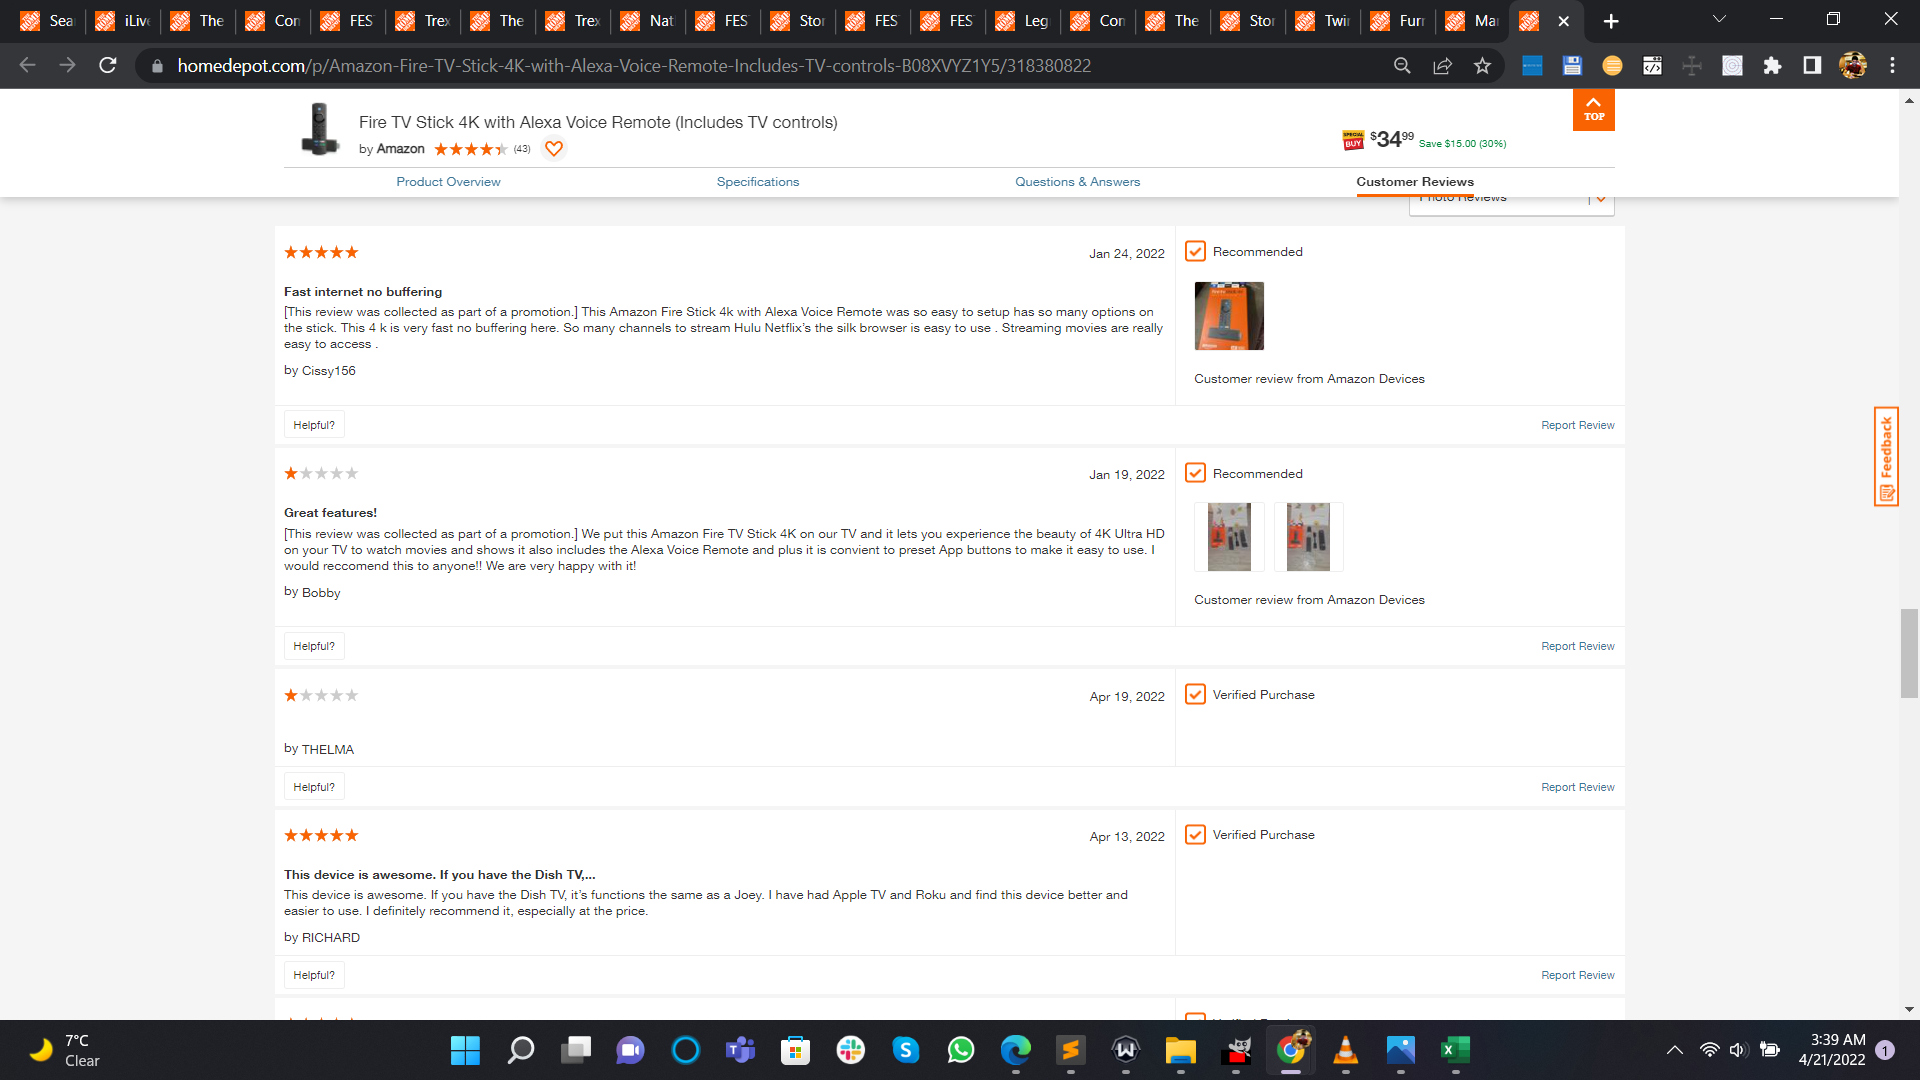 Sea
iLive
The
Con
FES
Trex
The
Trex
Nati
FES
Stor
FES
FES
Leg
Con
The
Stor
Twin
Furr
Ma
homedepot.com/p/Amazon-Fire-TV-Stick-4K-with-Alexa-Voice-Remote-Includes-TV-controls-B08XVYZ1Y5/318380822
Fire TV Stick 4K with Alexa Voice Remote (Includes TV controls)
by Amazon (43)
SPECIAL BUY $34.99 Save $15.00 (30%)
TOP
Product Overview
Specifications
Questions & Answers
Customer Reviews
Photo Reviews
Jan 24, 2022
Recommended
Fast internet no buffering
[This review was collected as part of a promotion.] This Amazon Fire Stick 4k with Alexa Voice Remote was so easy to setup has so many options on
the stick. This 4 k is very fast no buffering here. So many channels to stream Hulu Netflix's the silk browser is easy to use . Streaming movies are really
easy to access .
by Cissy156
Customer review from Amazon Devices
Helpful?
Report Review
Feedback
Jan 19, 2022
Recommended
Great features!
[This review was collected as part of a promotion.] We put this Amazon Fire TV Stick 4K on our TV and it lets you experience the beauty of 4K Ultra HD
on your TV to watch movies and shows it also includes the Alexa Voice Remote and plus it is convient to preset App buttons to make it easy to use. I
would reccomend this to anyone!! We are very happy with it!
by Bobby
Customer review from Amazon Devices
Helpful?
Report Review
Apr 19, 2022
Verified Purchase
by THELMA
Helpful?
Report Review
Apr 13, 2022
Verified Purchase
This device is awesome. If you have the Dish TV,...
This device is awesome. If you have the Dish TV, it's functions the same as a Joey. I have had Apple TV and Roku and find this device better and
easier to use. I definitely recommend it, especially at the price.
by RICHARD
Helpful?
Report Review
7°C
Clear
3:39 AM
4/21/2022
1